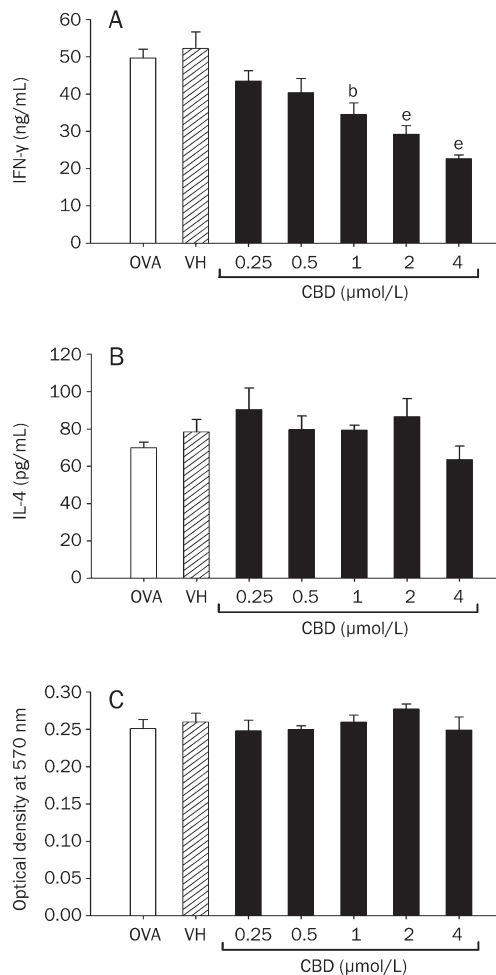 A
60
50
40
30
20
10
0
IFN-γ (ng/mL)
b
e
e
OVA VH 0.25 0.5 1 2 4
CBD (μmol/L)
B
120
100
80
60
40
20
0
IL-4 (pg/mL)
OVA VH 0.25 0.5 1 2 4
CBD (μmol/L)
C
0.30
0.25
0.20
0.15
0.10
0.05
0.00
Optical density at 570 nm
OVA VH 0.25 0.5 1 2 4
CBD (μmol/L)